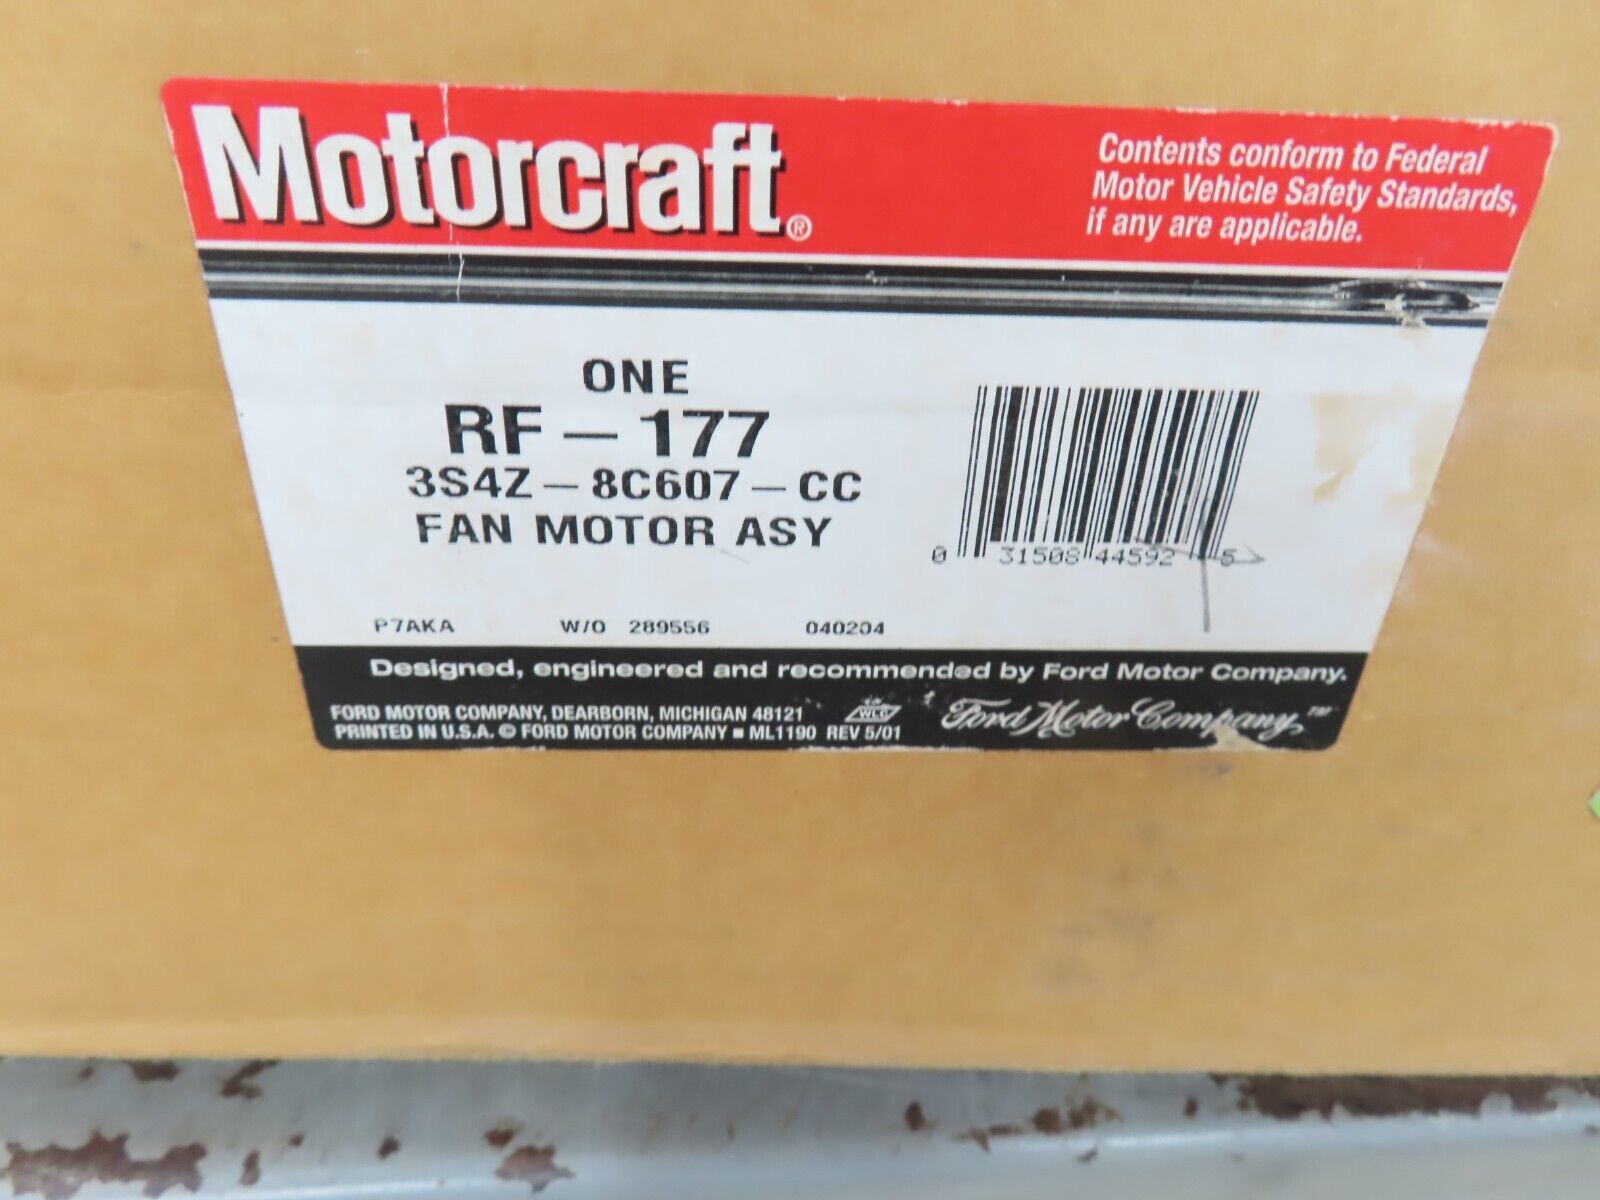 Motorcraft®
Contents conform to Federal
Motor Vehicle Safety Standards,
if any are applicable.
ONE
RF-177
3S4Z-8C607-CC
FAN MOTOR ASY
0 31508 44592 5
P7AKA W/O 289556 040204
Designed, engineered and recommended by Ford Motor Company.
FORD MOTOR COMPANY, DEARBORN, MICHIGAN 48121
PRINTED IN U.S.A. © FORD MOTOR COMPANY ■ ML1190 REV 5/01
WLC
Ford Motor Company,™